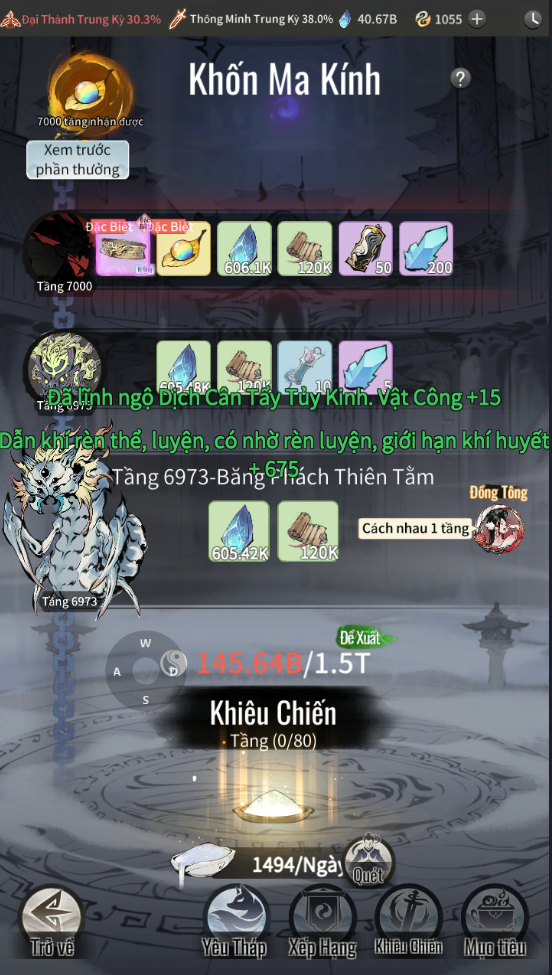 Đại Thành Trung Kỳ 30.3%
Thông Minh Trung Kỳ 38.0%
40.67B
1055
Khốn Ma Kính
?
7000 tầng nhận được
Xem trước
phần thưởng
Đặc Biệt
Đặc Biệt
606.1K
120K
50
200
Tầng 7000
605.48K
120K
10
5
Tầng 6975
Đã lĩnh ngộ Dịch Cân Tẩy Tủy Kinh. Vật Công +15
Dẫn khí rèn thể, luyện, có nhờ rèn luyện, giới hạn khí huyết
+675
Tầng 6973-Băng Phách Thiên Tằm
Đồng Tông
605.42K
120K
Cách nhau 1 tầng
Tầng 6973
Đề Xuất
W
A
D
S
145.64B/1.5T
Khiêu Chiến
Tầng (0/80)
1494/Ngày
Quét
Trở về
Yêu Tháp
Xếp Hạng
Khiêu Chiến
Mục tiêu